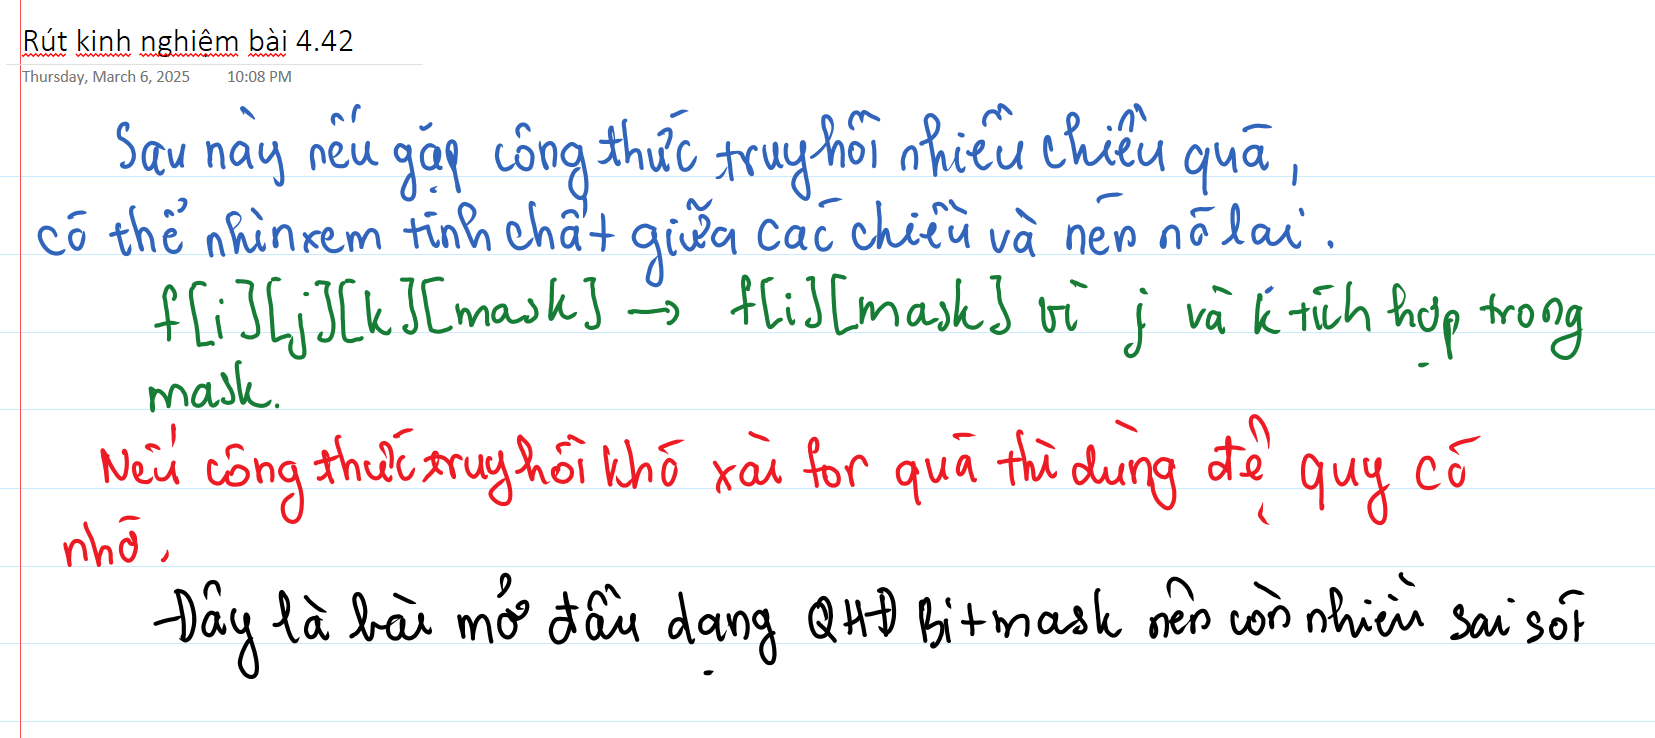 Rút kinh nghiệm bài 4.42
Thursday, March 6, 2025 10:08 PM
Sau này nếu gặp công thức truy hồi nhiều chiều quá,
có thể nhìn xem tính chất giữa các chiều và nén nó lại.
f[i][j][k][mask] → f[i][mask] vì j và k tích hợp trong
mask.
Nếu công thức truy hồi khó xài for quá thì dùng đệ quy có
nhớ.
Đây là bài mở đầu dạng QHĐ Bitmask nên còn nhiều sai sót